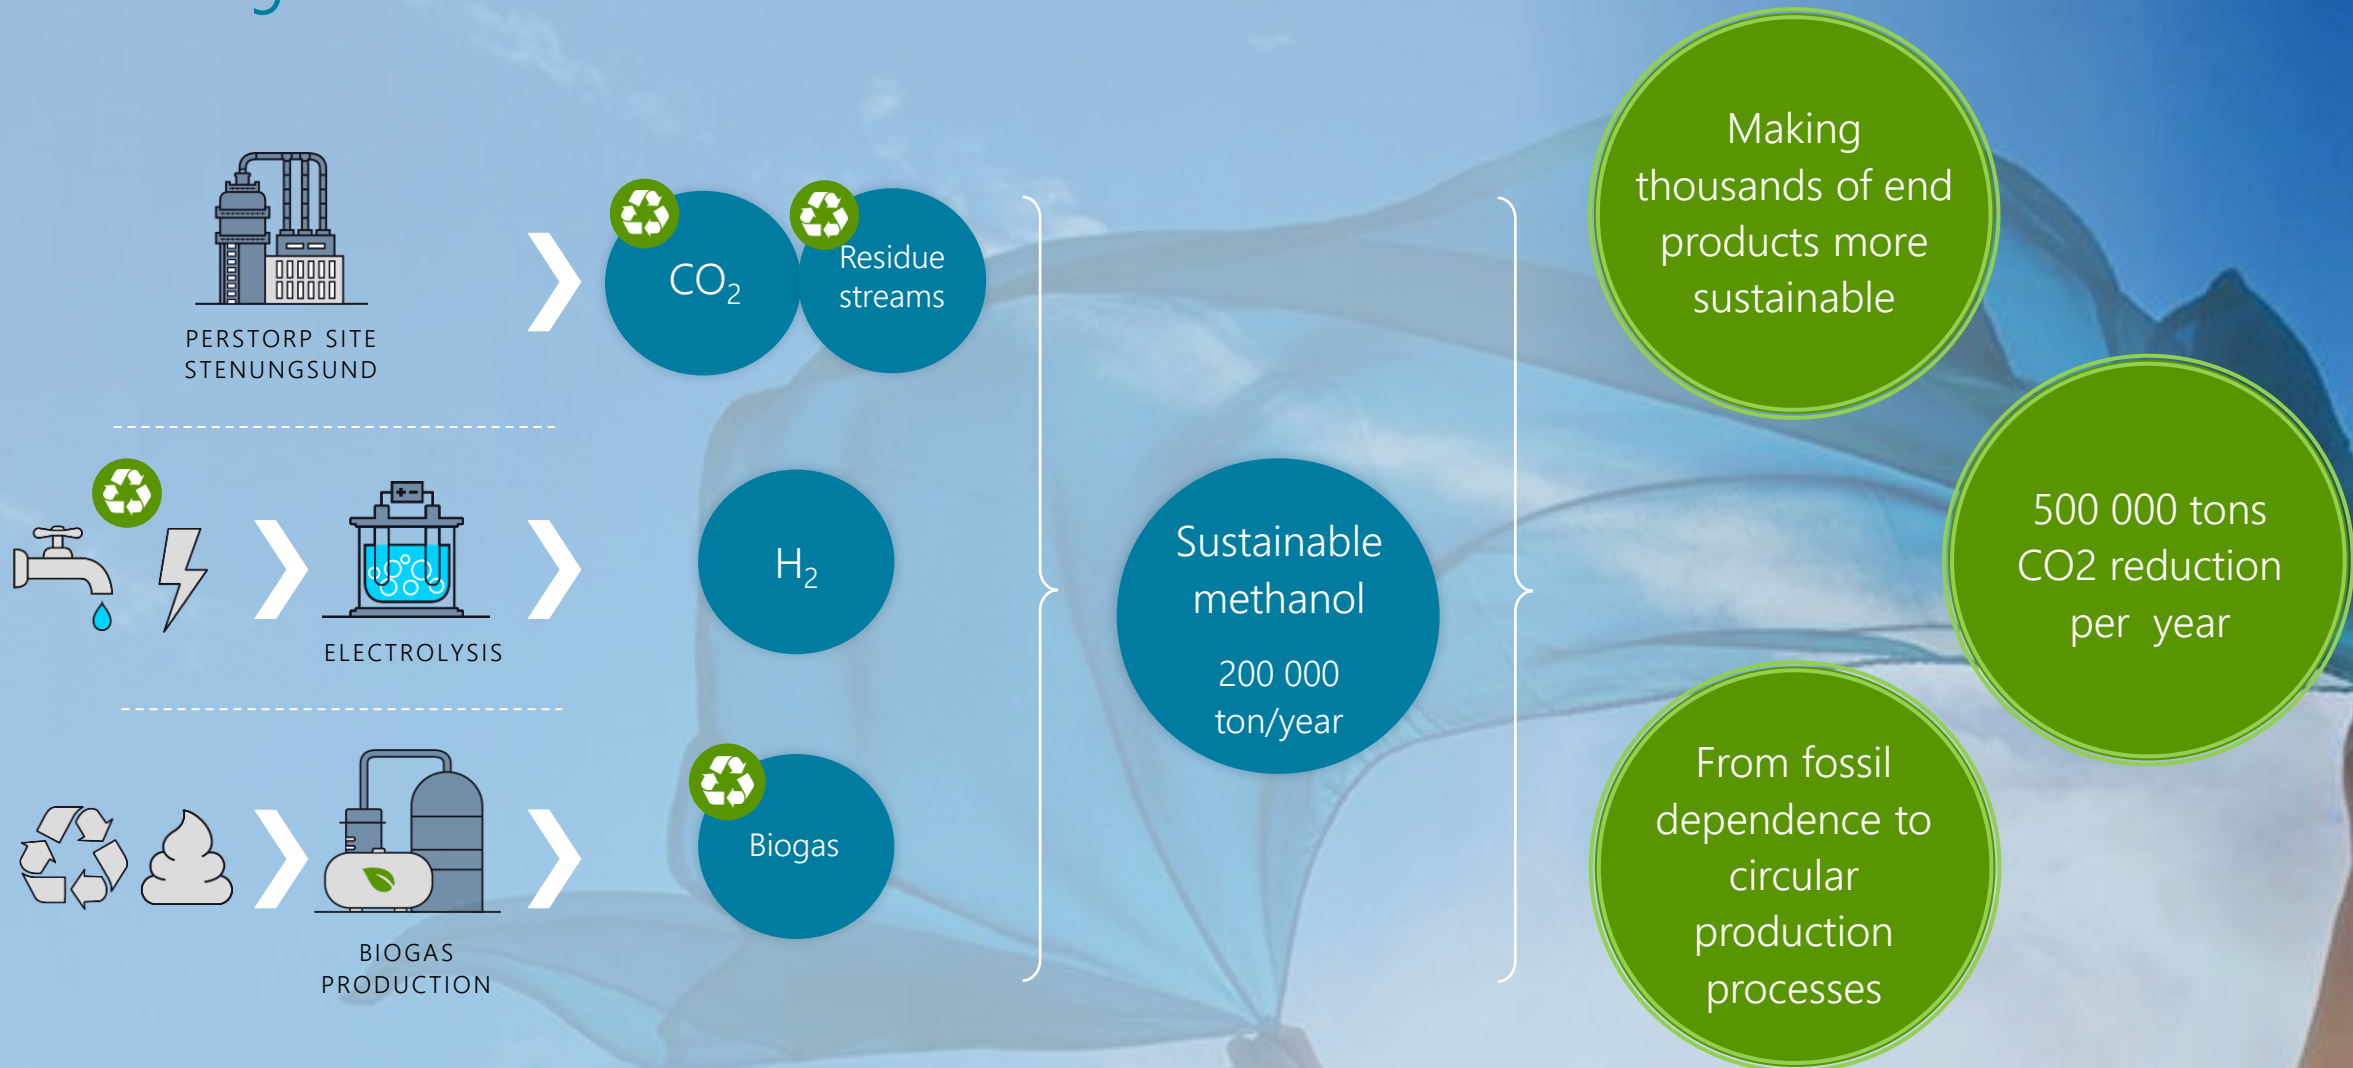 PERSTORP SITE
STENUNGSUND
CO₂
Residue
streams
ELECTROLYSIS
H₂
BIOGAS
PRODUCTION
Biogas
Sustainable
methanol
200 000
ton/year
Making
thousands of end
products more
sustainable
500 000 tons
CO2 reduction
per year
From fossil
dependence to
circular
production
processes